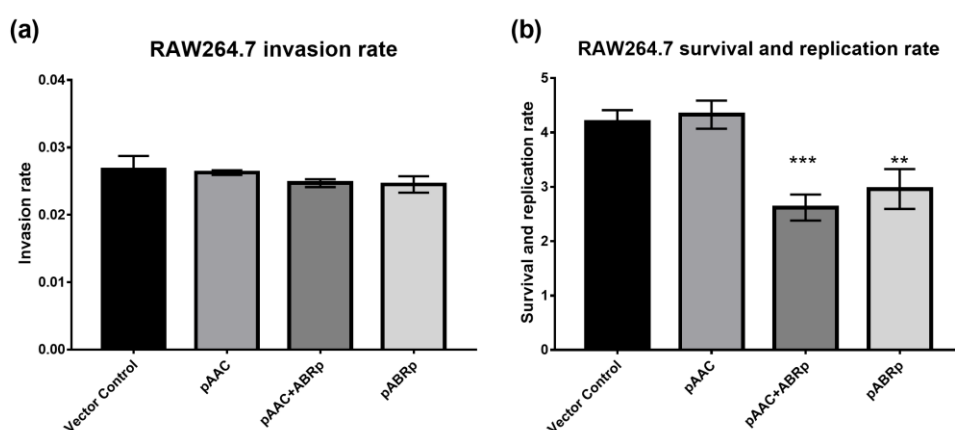 (a)
RAW264.7 invasion rate
Invasion rate
0.04
0.03
0.02
0.01
0.00
Vector Control
pAAC
pAAC+ABRp
pABRp
(b)
RAW264.7 survival and replication rate
Survival and replication rate
5
4
3
2
1
0
***
**
Vector Control
pAAC
pAAC+ABRp
pABRp